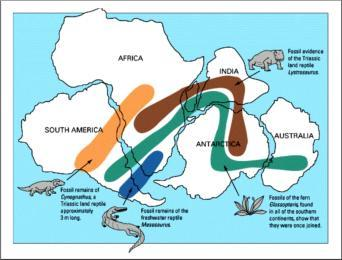 AFRICA
Fossil evidence
of the Triassic
land reptile
Lystrosaurus.
INDIA
SOUTH AMERICA
ANTARCTICA
AUSTRALIA
Fossil remains of
Cynognathus, a
Triassic land reptile
approximately
3 m long.
Fossil remains of the
freshwater reptile
Mesosaurus.
Fossils of the fern
Glossopteris, found
in all of the southern
continents, show that
they were once joined.